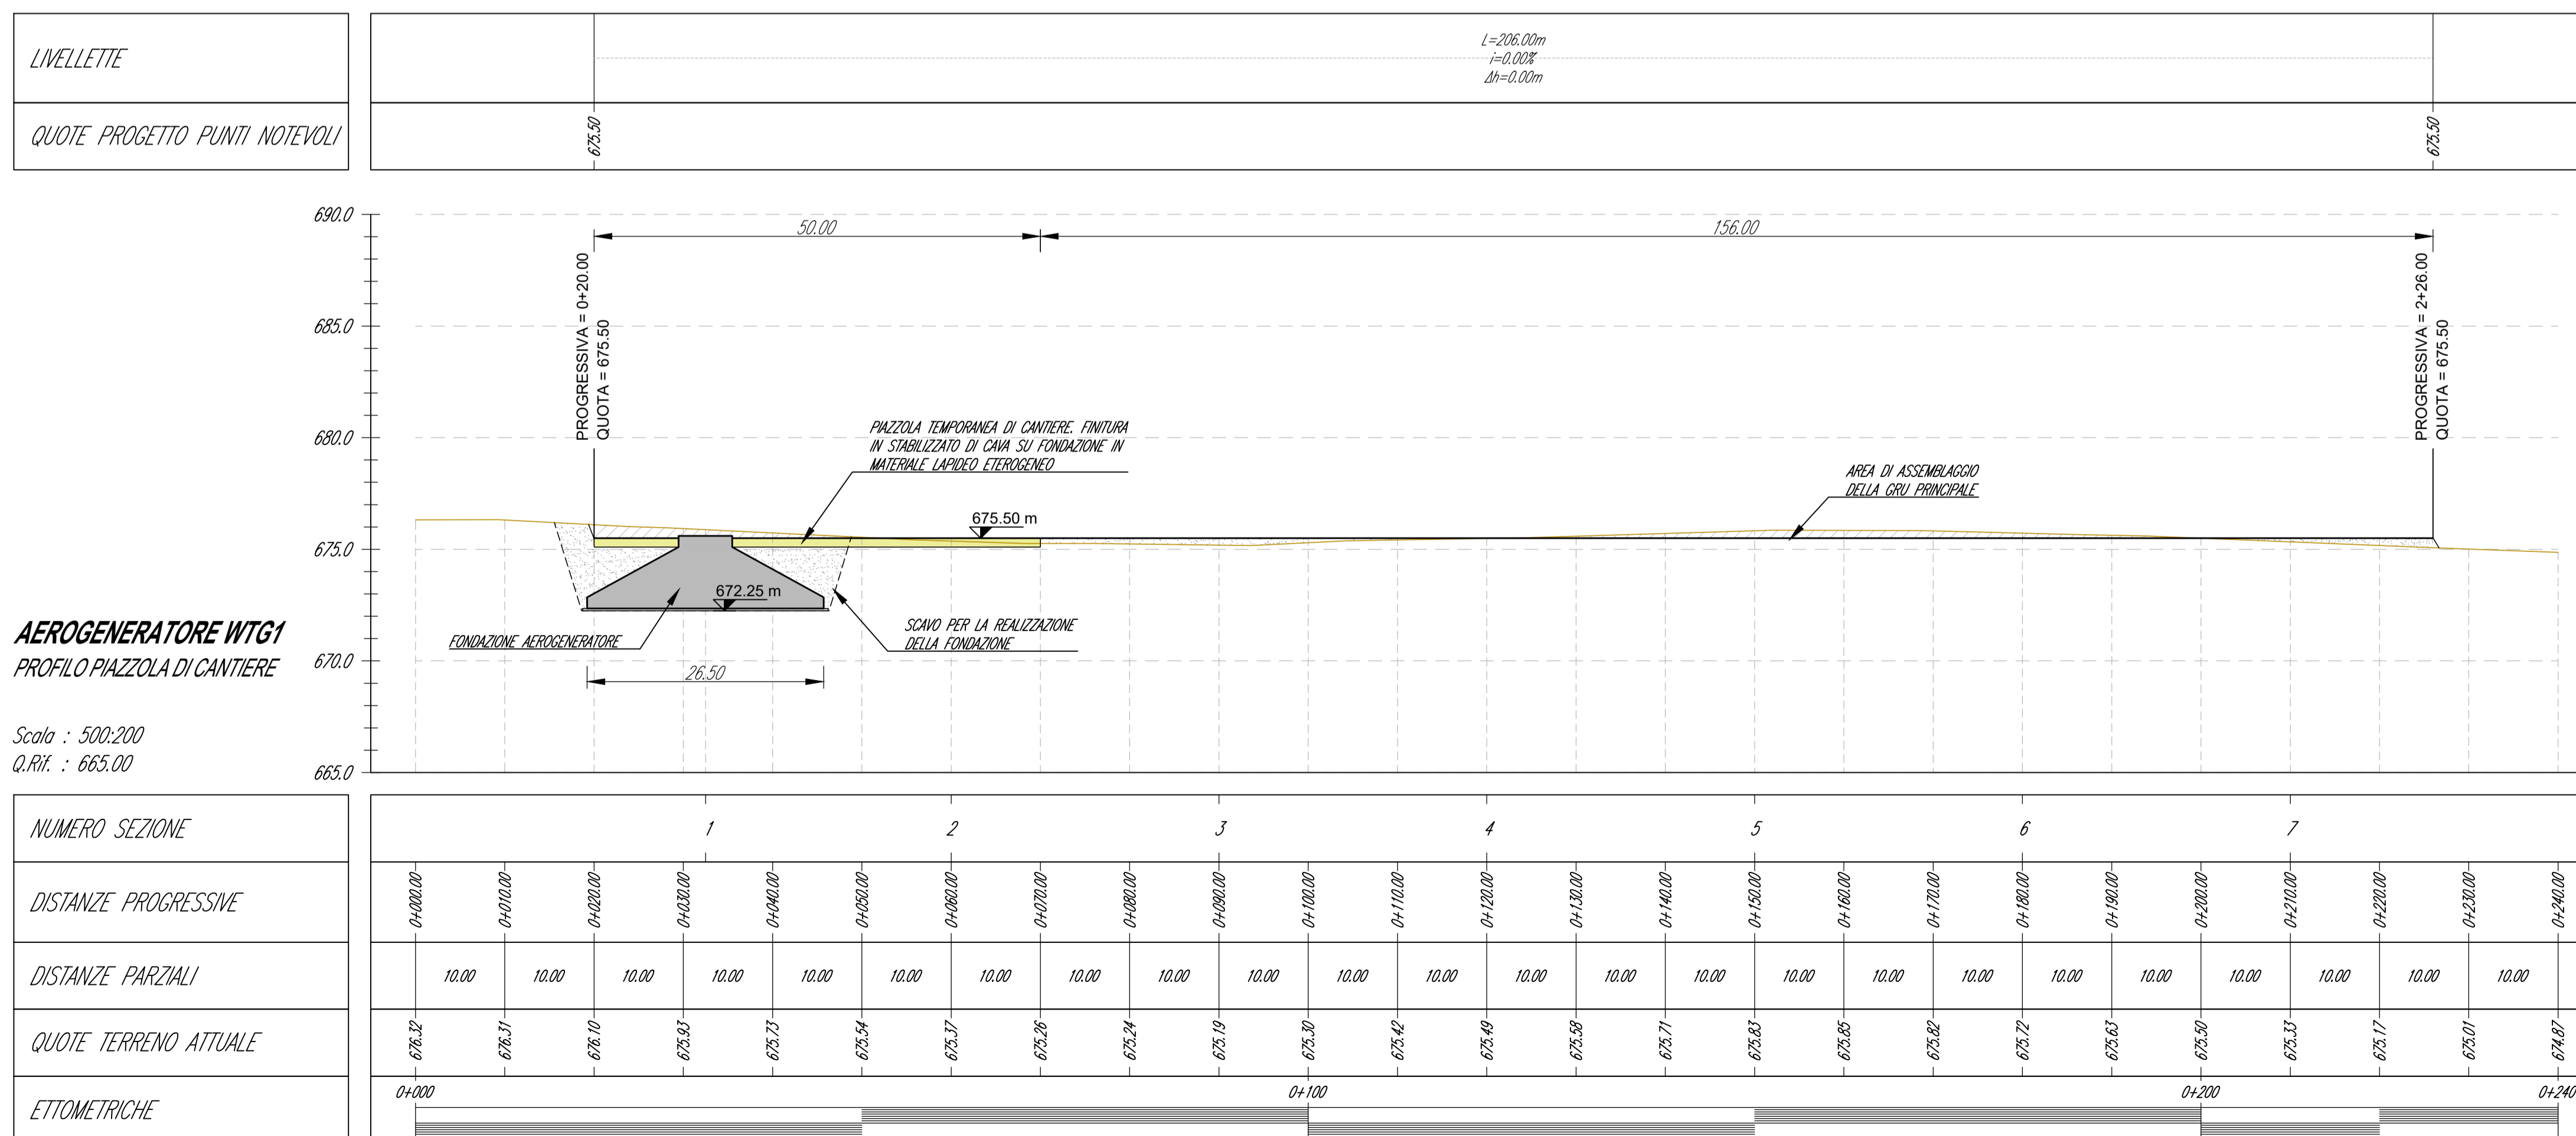 LIVELLETTE
L=206.00m
i=0.00%
Δh=0.00m
QUOTE PROGETTO PUNTI NOTEVOLI
675.50
675.50
690.0
685.0
680.0
675.0
670.0
665.0
50.00
156.00
PROGRESSIVA = 0+20.00
QUOTA = 675.50
PROGRESSIVA = 2+26.00
QUOTA = 675.50
PIAZZOLA TEMPORANEA DI CANTIERE. FINITURA
IN STABILIZZATO DI CAVA SU FONDAZIONE IN
MATERIALE LAPIDEO ETEROGENEO
675.50 m
AREA DI ASSEMBLAGGIO
DELLA GRU PRINCIPALE
672.25 m
FONDAZIONE AEROGENERATORE
SCAVO PER LA REALIZZAZIONE
DELLA FONDAZIONE
26.50
AEROGENERATORE WTG1
PROFILO PIAZZOLA DI CANTIERE
Scala : 500:200
Q.Rif. : 665.00
NUMERO SEZIONE
1 2 3 4 5 6 7
DISTANZE PROGRESSIVE
0+000.00 0+010.00 0+020.00 0+030.00 0+040.00 0+050.00 0+060.00 0+070.00 0+080.00 0+090.00 0+100.00 0+110.00 0+120.00 0+130.00 0+140.00 0+150.00 0+160.00 0+170.00 0+180.00 0+190.00 0+200.00 0+210.00 0+220.00 0+230.00 0+240.00
DISTANZE PARZIALI
10.00 10.00 10.00 10.00 10.00 10.00 10.00 10.00 10.00 10.00 10.00 10.00 10.00 10.00 10.00 10.00 10.00 10.00 10.00 10.00 10.00 10.00 10.00 10.00
QUOTE TERRENO ATTUALE
676.32 676.31 676.10 675.93 675.73 675.54 675.37 675.26 675.24 675.19 675.30 675.42 675.49 675.58 675.71 675.83 675.85 675.82 675.72 675.63 675.50 675.33 675.17 675.01 674.87
ETTOMETRICHE
0+000 0+100 0+200 0+240